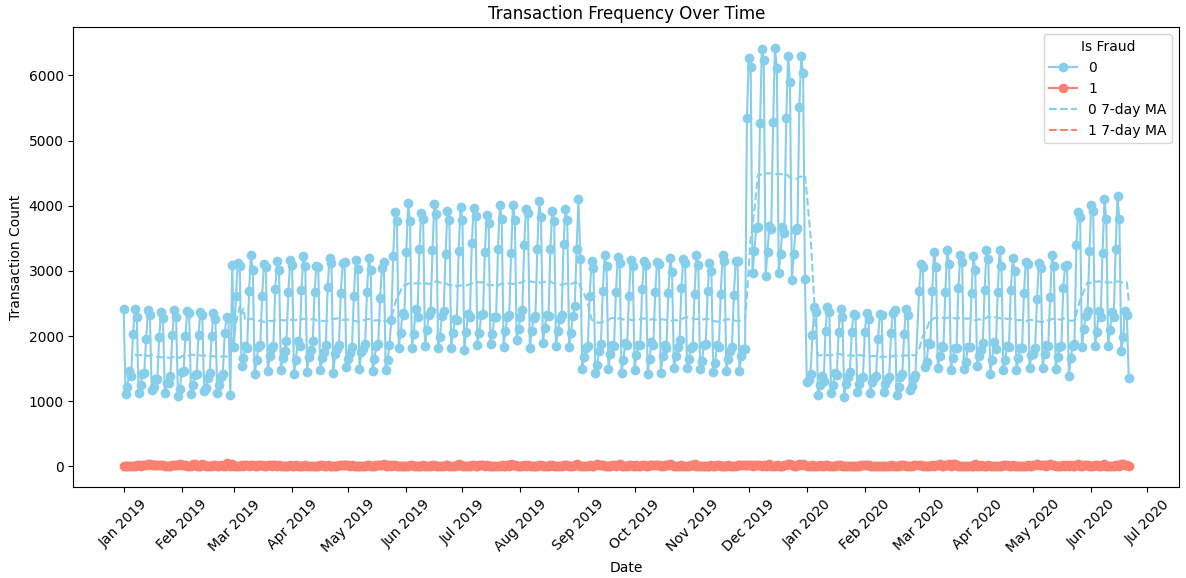 Transaction Frequency Over Time
Is Fraud
0
1
0 7-day MA
1 7-day MA
Transaction Count
6000
5000
4000
3000
2000
1000
0
Jan 2019
Feb 2019
Mar 2019
Apr 2019
May 2019
Jun 2019
Jul 2019
Aug 2019
Sep 2019
Oct 2019
Nov 2019
Dec 2019
Jan 2020
Feb 2020
Mar 2020
Apr 2020
May 2020
Jun 2020
Jul 2020
Date